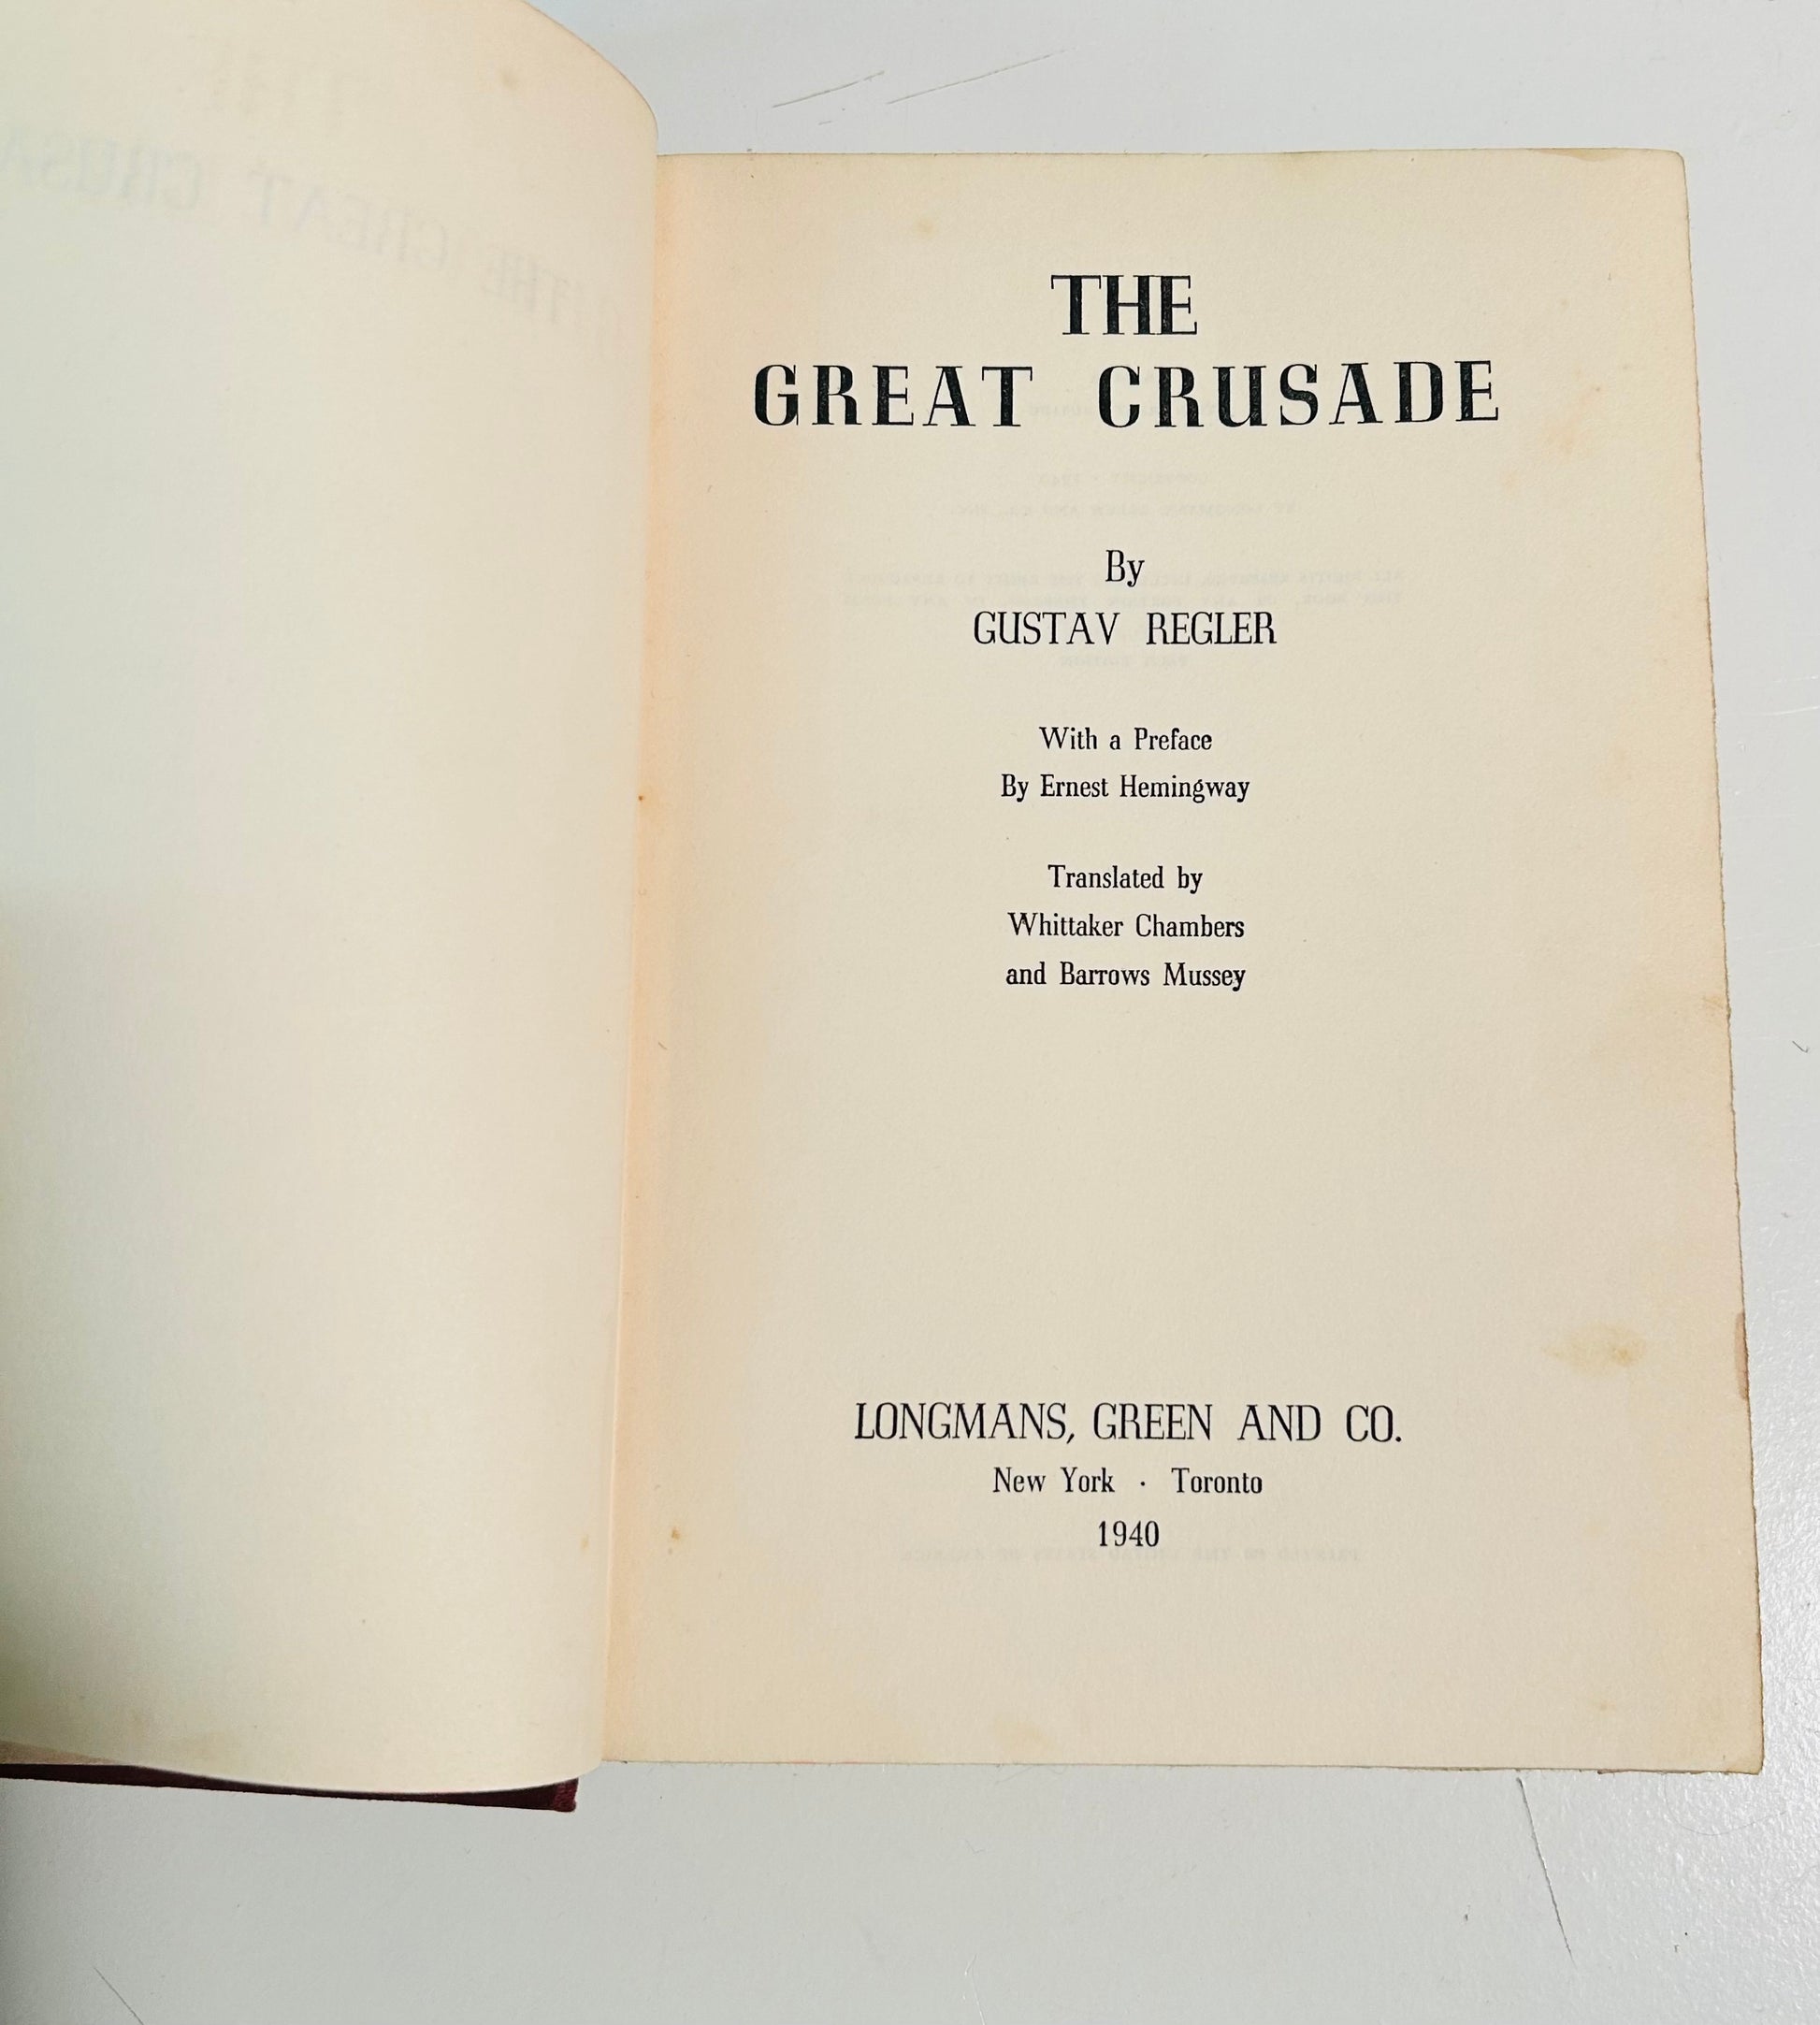 THE
GREAT CRUSADE
By
GUSTAV REGLER
With a Preface
By Ernest Hemingway
Translated by
Whittaker Chambers
and Barrows Mussey
LONGMANS, GREEN AND CO.
New York · Toronto
1940